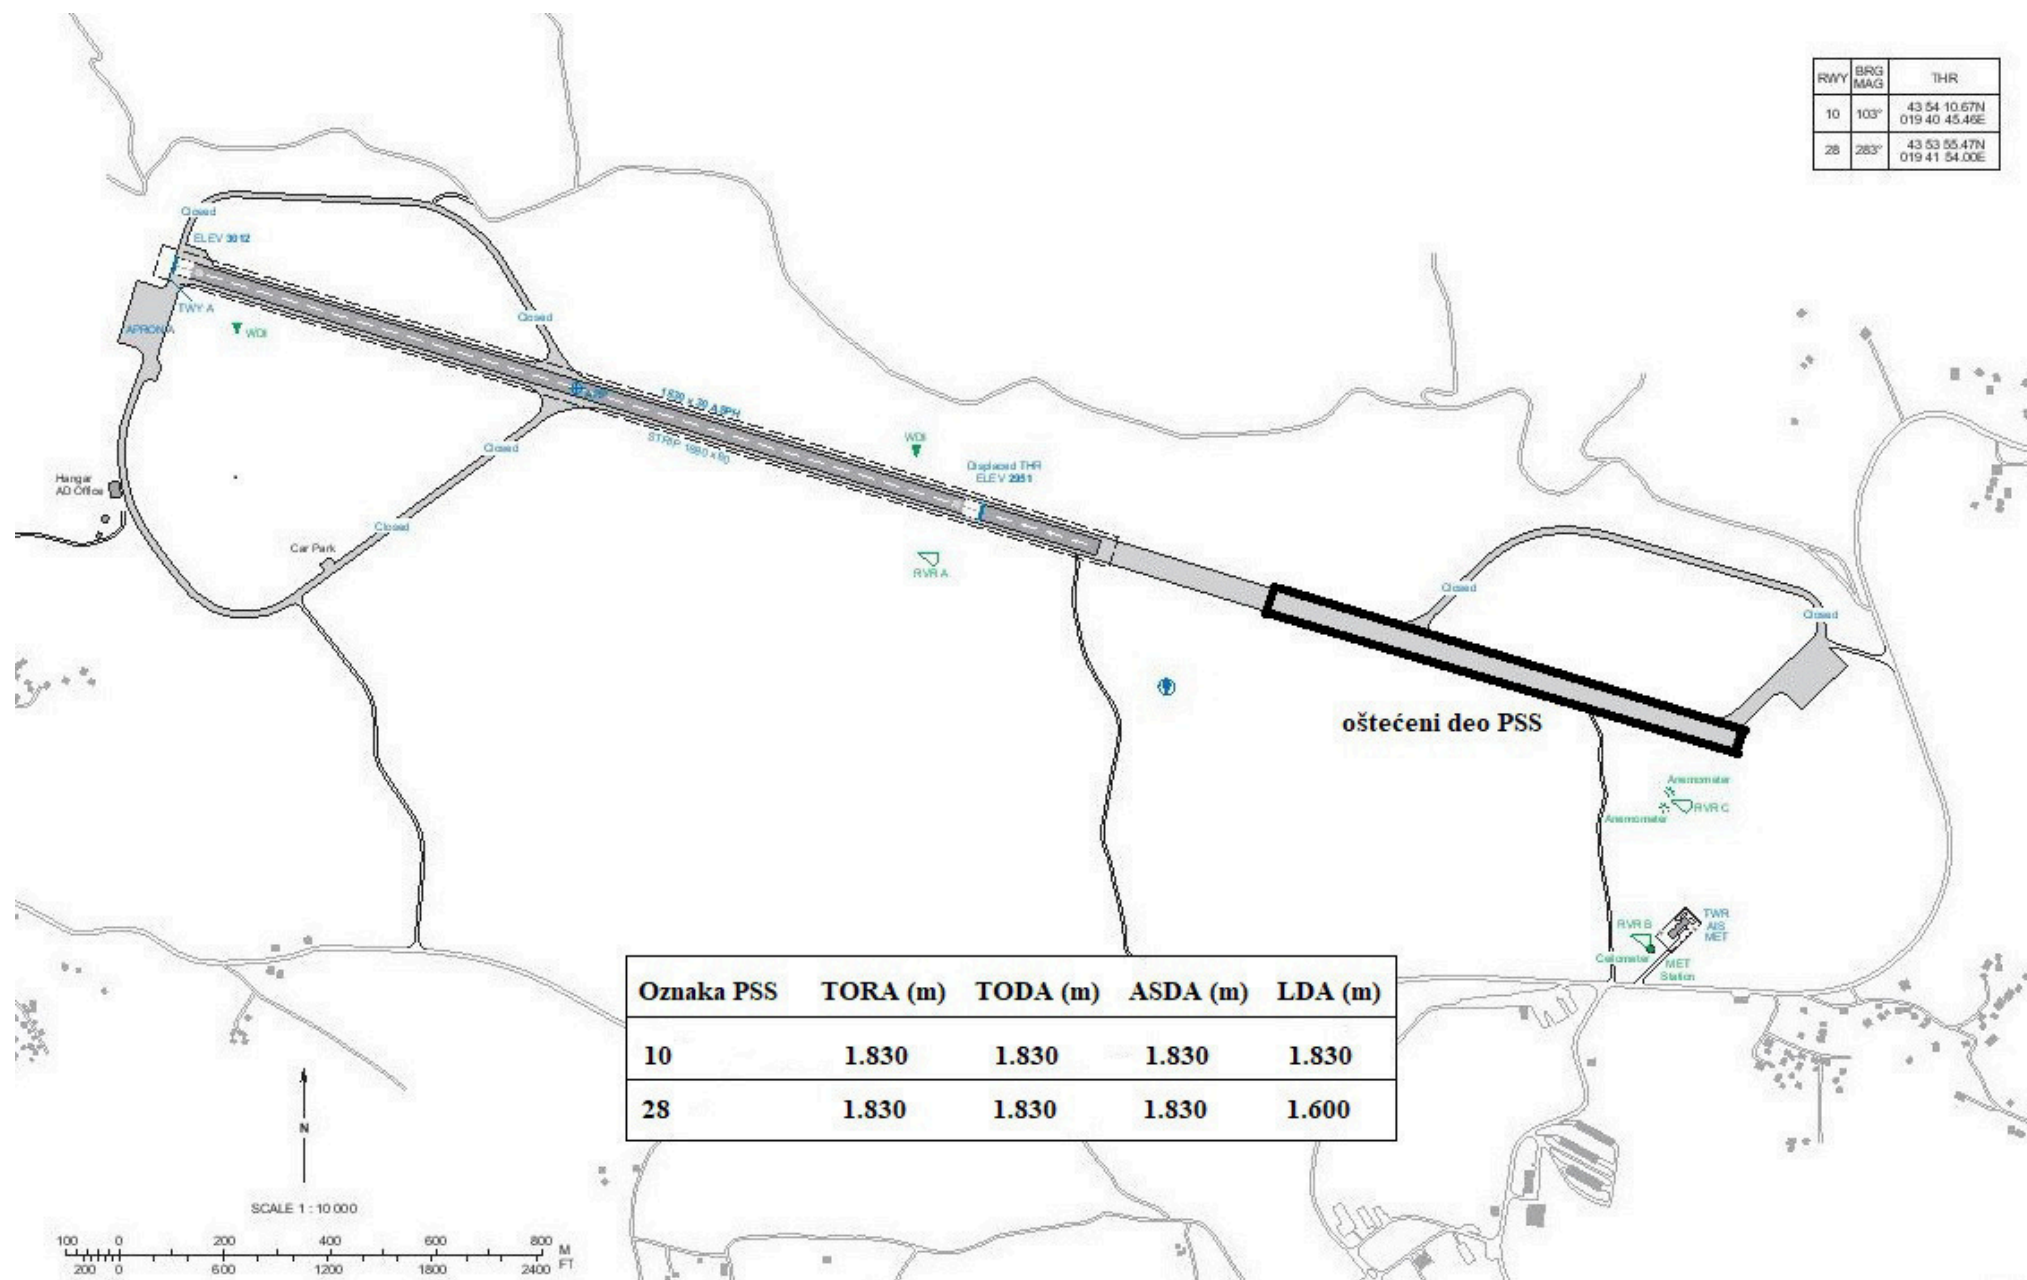 RWY BRG MAG THR
10 103° 43 54 10.67N 019 40 45.46E
28 283° 43 53 55.47N 019 41 54.00E
Closed
ELEV 3012
TWY A
APRON A
WDI
Closed
1830 x 30 ASPH
STRIP 1890 x 80
Closed
WDI
Displaced THR
ELEV 2951
Hangar
AD Office
Closed
Car Park
RVR A
Closed
Closed
oštećeni deo PSS
Anemometer
RVR C
Anemometer
RVR B
TWR
AIS
MET
Ceilometer
MET
Station
Oznaka PSS TORA (m) TODA (m) ASDA (m) LDA (m)
10 1.830 1.830 1.830 1.830
28 1.830 1.830 1.830 1.600
N
SCALE 1 : 10 000
100 0 200 400 600 800 M
200 0 600 1200 1800 2400 FT